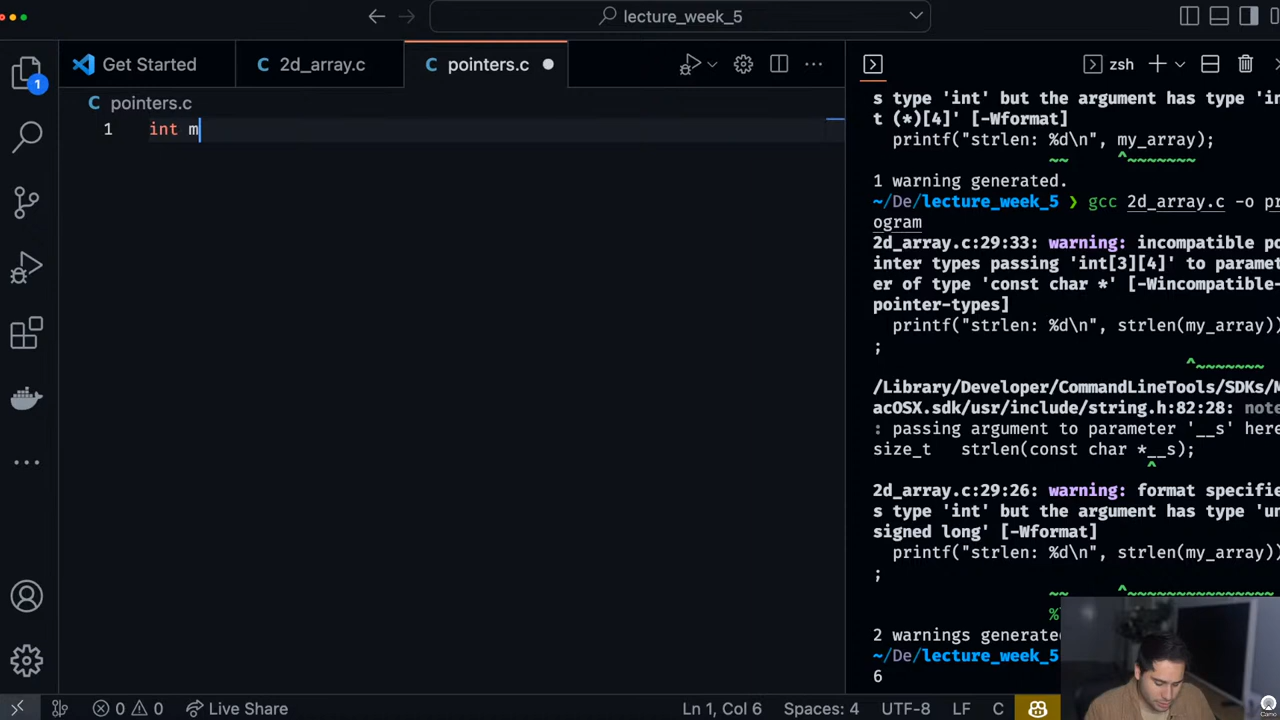 lecture_week_5
Get Started
2d_array.c
pointers.c
zsh
pointers.c
1 int m
1
s type 'int' but the argument has type 'in
t (*)[4]' [-Wformat]
printf("strlen: %d\n", my_array);
~~ ^~~~~~~~
1 warning generated.
~/De/lecture_week_5 ❯ gcc 2d_array.c -o pr
ogram
2d_array.c:29:33: warning: incompatible po
inter types passing 'int[3][4]' to paramet
er of type 'const char *' [-Wincompatible-
pointer-types]
printf("strlen: %d\n", strlen(my_array))
;
^~~~~~~~
/Library/Developer/CommandLineTools/SDKs/M
acOSX.sdk/usr/include/string.h:82:28: note
: passing argument to parameter '__s' here
size_t strlen(const char *__s);
^
2d_array.c:29:26: warning: format specifie
s type 'int' but the argument has type 'un
signed long' [-Wformat]
printf("strlen: %d\n", strlen(my_array))
;
~~ ^~~~~~~~~~~~~~~~
2 warnings generate
~/De/lecture_week_5
6
0 0 Live Share Ln 1, Col 6 Spaces: 4 UTF-8 LF C
Camo